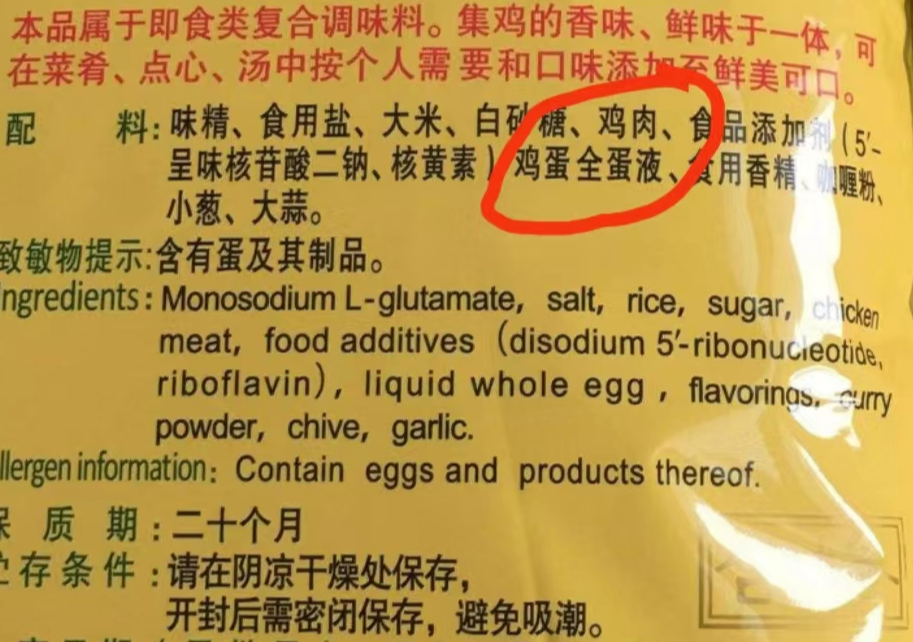 本品属于即食类复合调味料。集鸡的香味、鲜味于一体，可
在菜肴、点心、汤中按个人需要和口味添加至鲜美可口。
配 料：味精、食用盐、大米、白砂糖、鸡肉、食品添加剂（5′-
呈味核苷酸二钠、核黄素）鸡蛋全蛋液、食用香精、咖喱粉、
小葱、大蒜。
致敏物提示：含有蛋及其制品。
Ingredients：Monosodium L-glutamate, salt, rice, sugar, chicken
meat, food additives (disodium 5′-ribonucleotide,
riboflavin), liquid whole egg, flavorings, curry
powder, chive, garlic.
llergen information：Contain eggs and products thereof.
保 质 期：二十个月
贮存条件：请在阴凉干燥处保存，
开封后需密闭保存，避免吸潮。